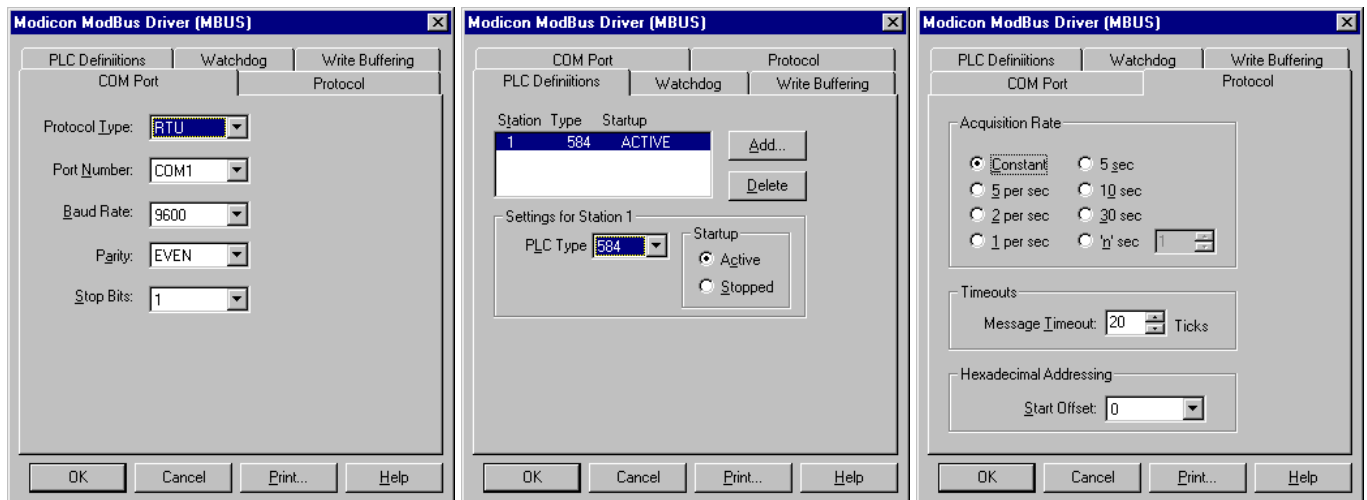 Modicon ModBus Driver (MBUS)
PLC Definiitions Watchdog Write Buffering
COM Port Protocol
Protocol Type: RTU
Port Number: COM1
Baud Rate: 9600
Parity: EVEN
Stop Bits: 1
OK Cancel Print... Help
Modicon ModBus Driver (MBUS)
COM Port Protocol
PLC Definiitions Watchdog Write Buffering
Station Type Startup
1 584 ACTIVE
Add...
Delete
Settings for Station 1
PLC Type 584
Startup
Active
Stopped
OK Cancel Print... Help
Modicon ModBus Driver (MBUS)
PLC Definiitions Watchdog Write Buffering
COM Port Protocol
Acquisition Rate
Constant 5 sec
5 per sec 10 sec
2 per sec 30 sec
1 per sec 'n' sec 1
Timeouts
Message Timeout: 20 Ticks
Hexadecimal Addressing
Start Offset: 0
OK Cancel Print... Help